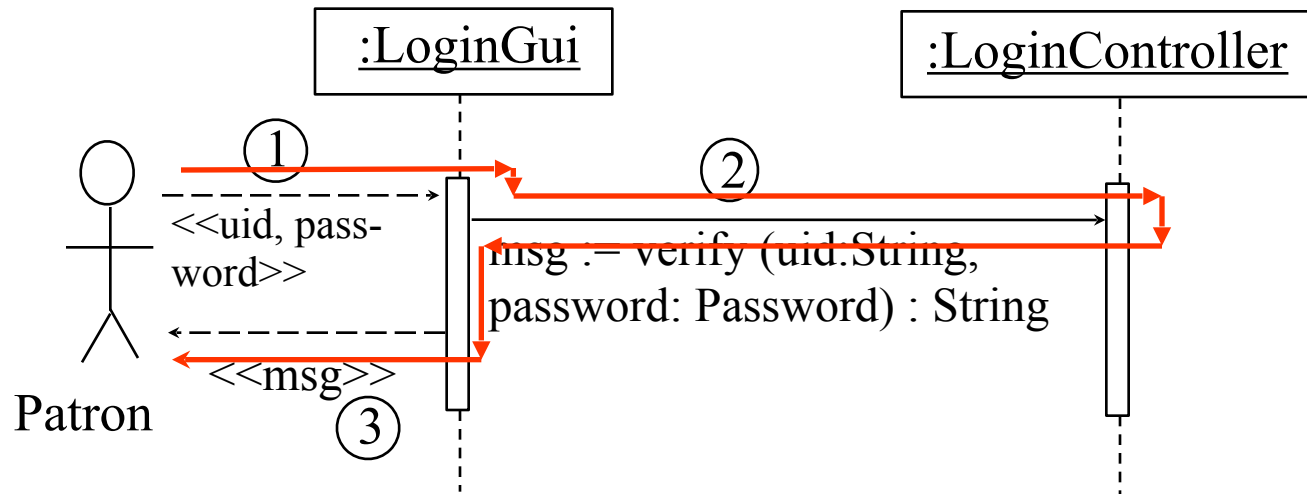 :LoginGui
:LoginController
1
2
<<uid, pass-
word>>
msg := verify (uid:String,
password: Password) : String
<<msg>>
Patron
3